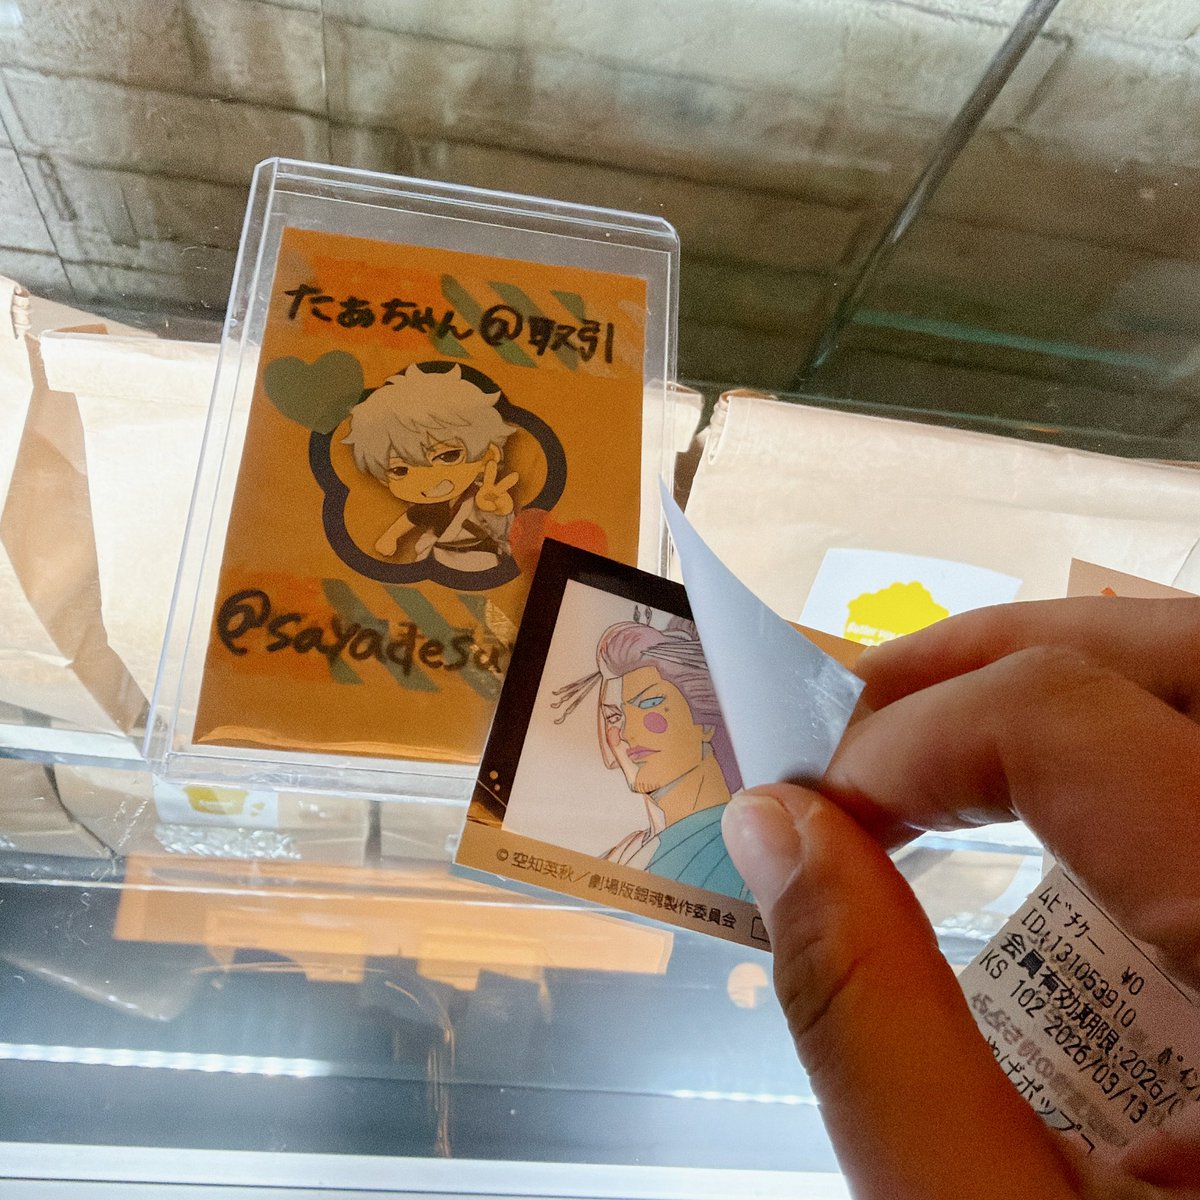 たあちゃん@取引
@sayadesu
© 空知英秋／劇場版銀魂製作委員会
ﾑﾋﾞﾁｹー ¥0
ID:131053910
会員有効期限:2026/
KS 102 2026/03/13